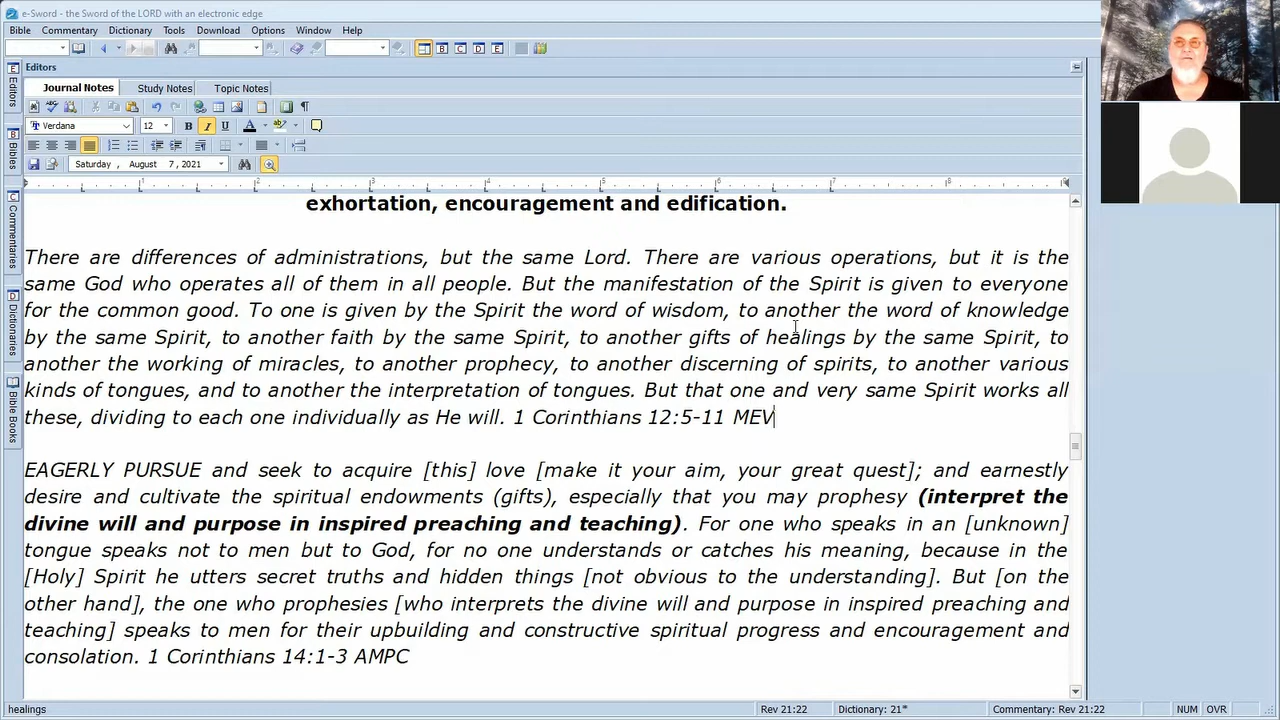 e-Sword - the Sword of the LORD with an electronic edge
Bible Commentary Dictionary Tools Download Options Window Help
B C D E
Editors
Journal Notes Study Notes Topic Notes
Verdana 12 B I U A ab
Saturday , August 7 , 2021
1 2 3 4 5 6 7 8
Editors
Bibles
Commentaries
Dictionaries
Bible Books
exhortation, encouragement and edification.
There are differences of administrations, but the same Lord. There are various operations, but it is the
same God who operates all of them in all people. But the manifestation of the Spirit is given to everyone
for the common good. To one is given by the Spirit the word of wisdom, to another the word of knowledge
by the same Spirit, to another faith by the same Spirit, to another gifts of healings by the same Spirit, to
another the working of miracles, to another prophecy, to another discerning of spirits, to another various
kinds of tongues, and to another the interpretation of tongues. But that one and very same Spirit works all
these, dividing to each one individually as He will. 1 Corinthians 12:5-11 MEV
EAGERLY PURSUE and seek to acquire [this] love [make it your aim, your great quest]; and earnestly
desire and cultivate the spiritual endowments (gifts), especially that you may prophesy (interpret the
divine will and purpose in inspired preaching and teaching). For one who speaks in an [unknown]
tongue speaks not to men but to God, for no one understands or catches his meaning, because in the
[Holy] Spirit he utters secret truths and hidden things [not obvious to the understanding]. But [on the
other hand], the one who prophesies [who interprets the divine will and purpose in inspired preaching and
teaching] speaks to men for their upbuilding and constructive spiritual progress and encouragement and
consolation. 1 Corinthians 14:1-3 AMPC
healings Rev 21:22 Dictionary: 21* Commentary: Rev 21:22 NUM OVR